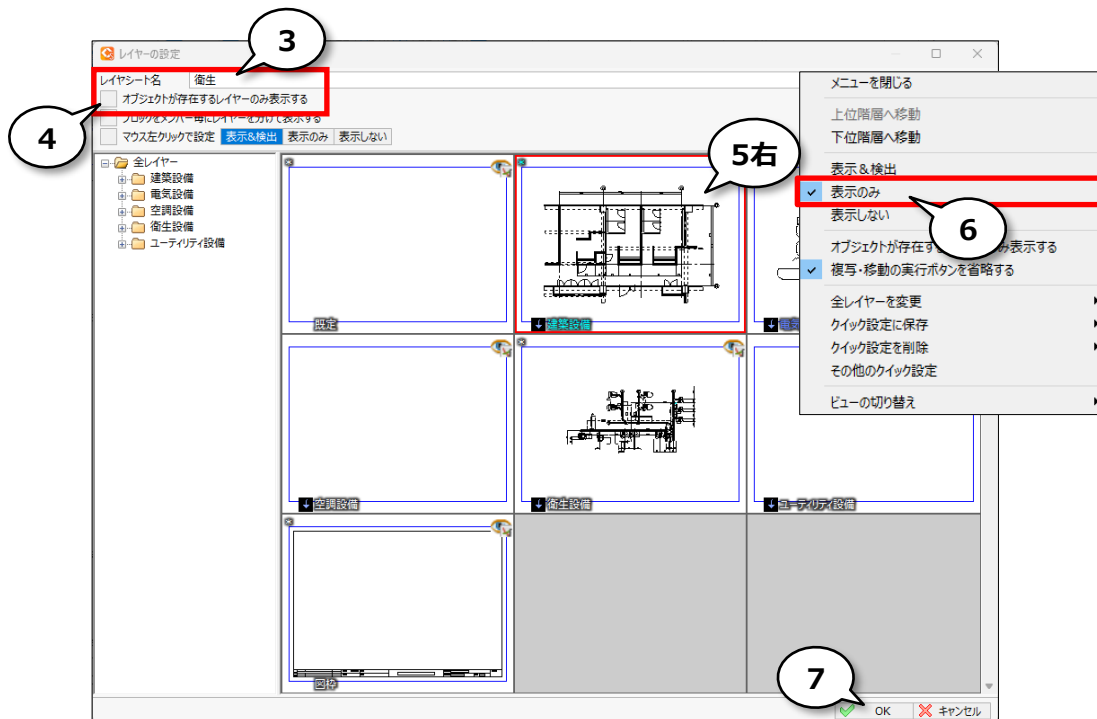 3
レイヤーの設定
レイヤシート名 衛生
オブジェクトが存在するレイヤーのみ表示する
4
ブロックをメンバー毎にレイヤーを分けて表示する
マウス左クリックで設定 表示&検出 表示のみ 表示しない
全レイヤー
建築設備
電気設備
空調設備
衛生設備
ユーティリティ設備
5右
メニューを閉じる
上位階層へ移動
下位階層へ移動
表示&検出
表示のみ
6
表示しない
オブジェクトが存在す み表示する
複写・移動の実行ボタンを省略する
全レイヤーを変更
クイック設定に保存
クイック設定を削除
その他のクイック設定
ビューの切り替え
既定
建築設備
電気
空調設備
衛生設備
ユーティリティ設備
図枠
7
OK
キャンセル